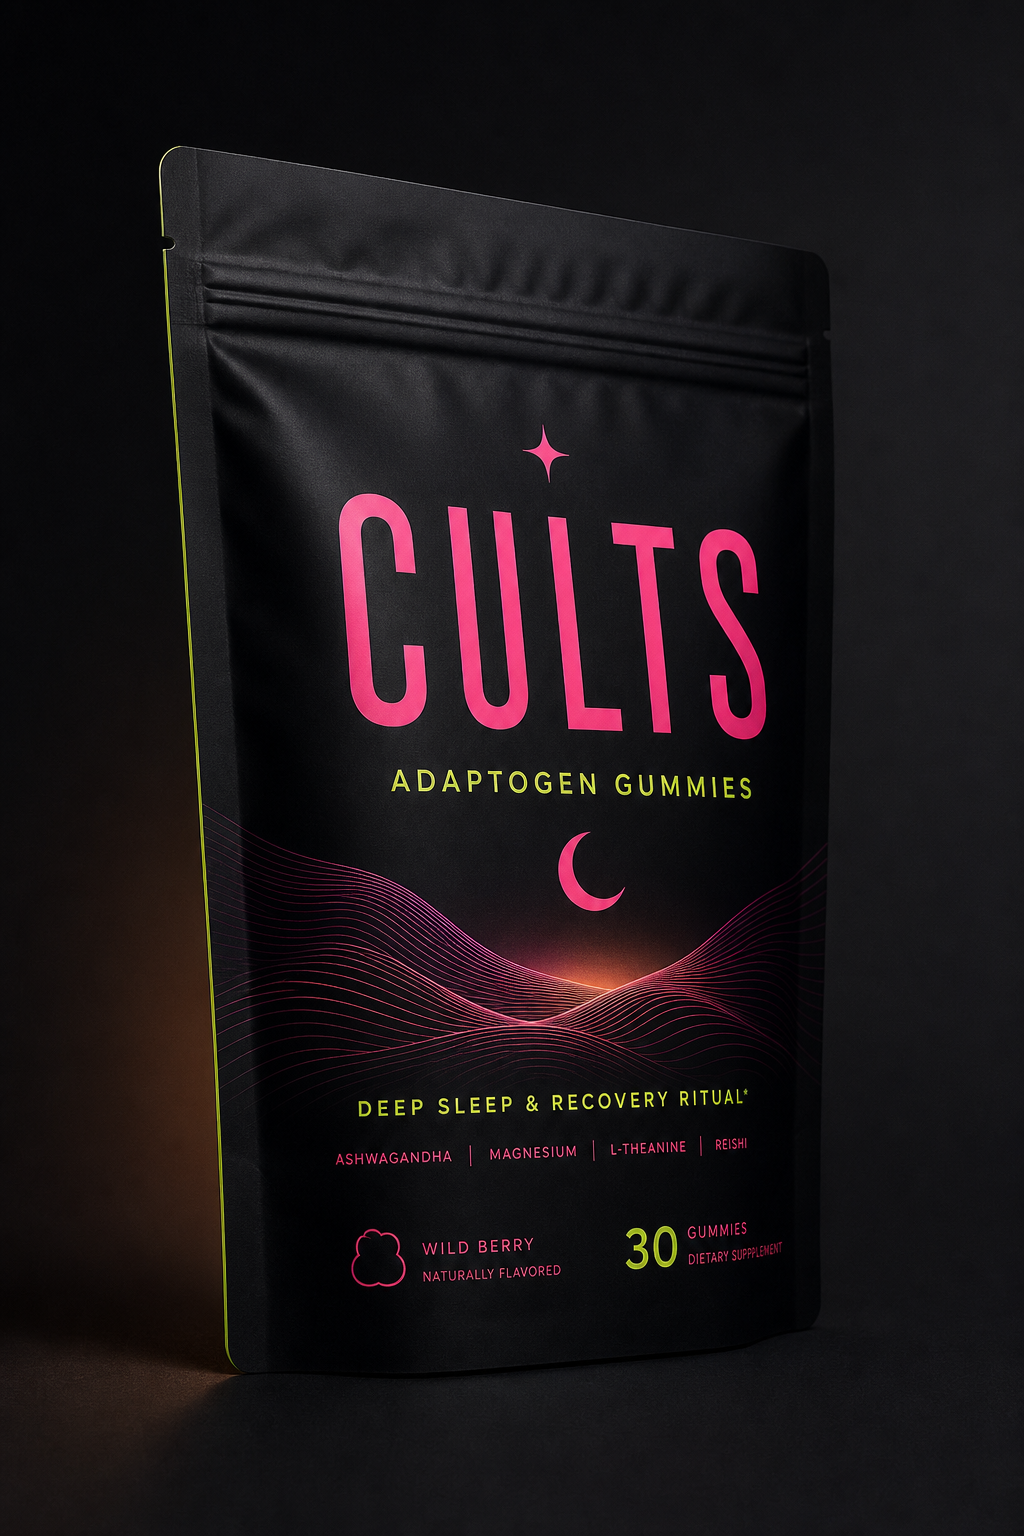 CULTS
ADAPTOGEN GUMMIES
DEEP SLEEP & RECOVERY RITUAL*
ASHWAGANDHA | MAGNESIUM | L-THEANINE | REISHI
WILD BERRY
NATURALLY FLAVORED
30 GUMMIES
DIETARY SUPPPLEMENT